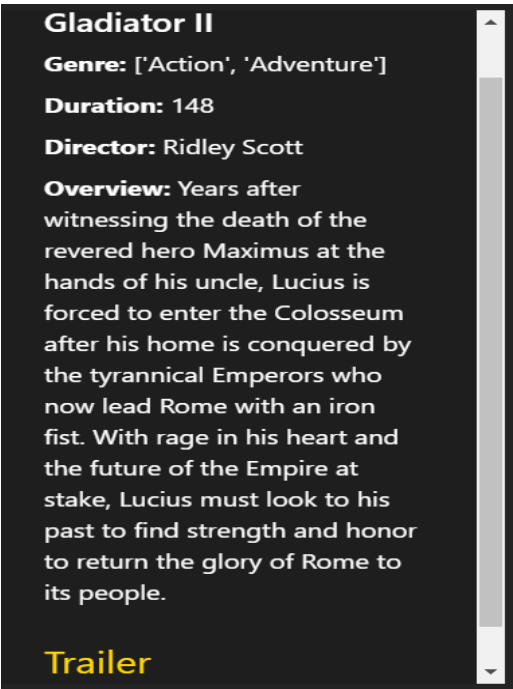 Gladiator II
Genre: ['Action', 'Adventure']
Duration: 148
Director: Ridley Scott
Overview: Years after
witnessing the death of the
revered hero Maximus at the
hands of his uncle, Lucius is
forced to enter the Colosseum
after his home is conquered by
the tyrannical Emperors who
now lead Rome with an iron
fist. With rage in his heart and
the future of the Empire at
stake, Lucius must look to his
past to find strength and honor
to return the glory of Rome to
its people.
Trailer